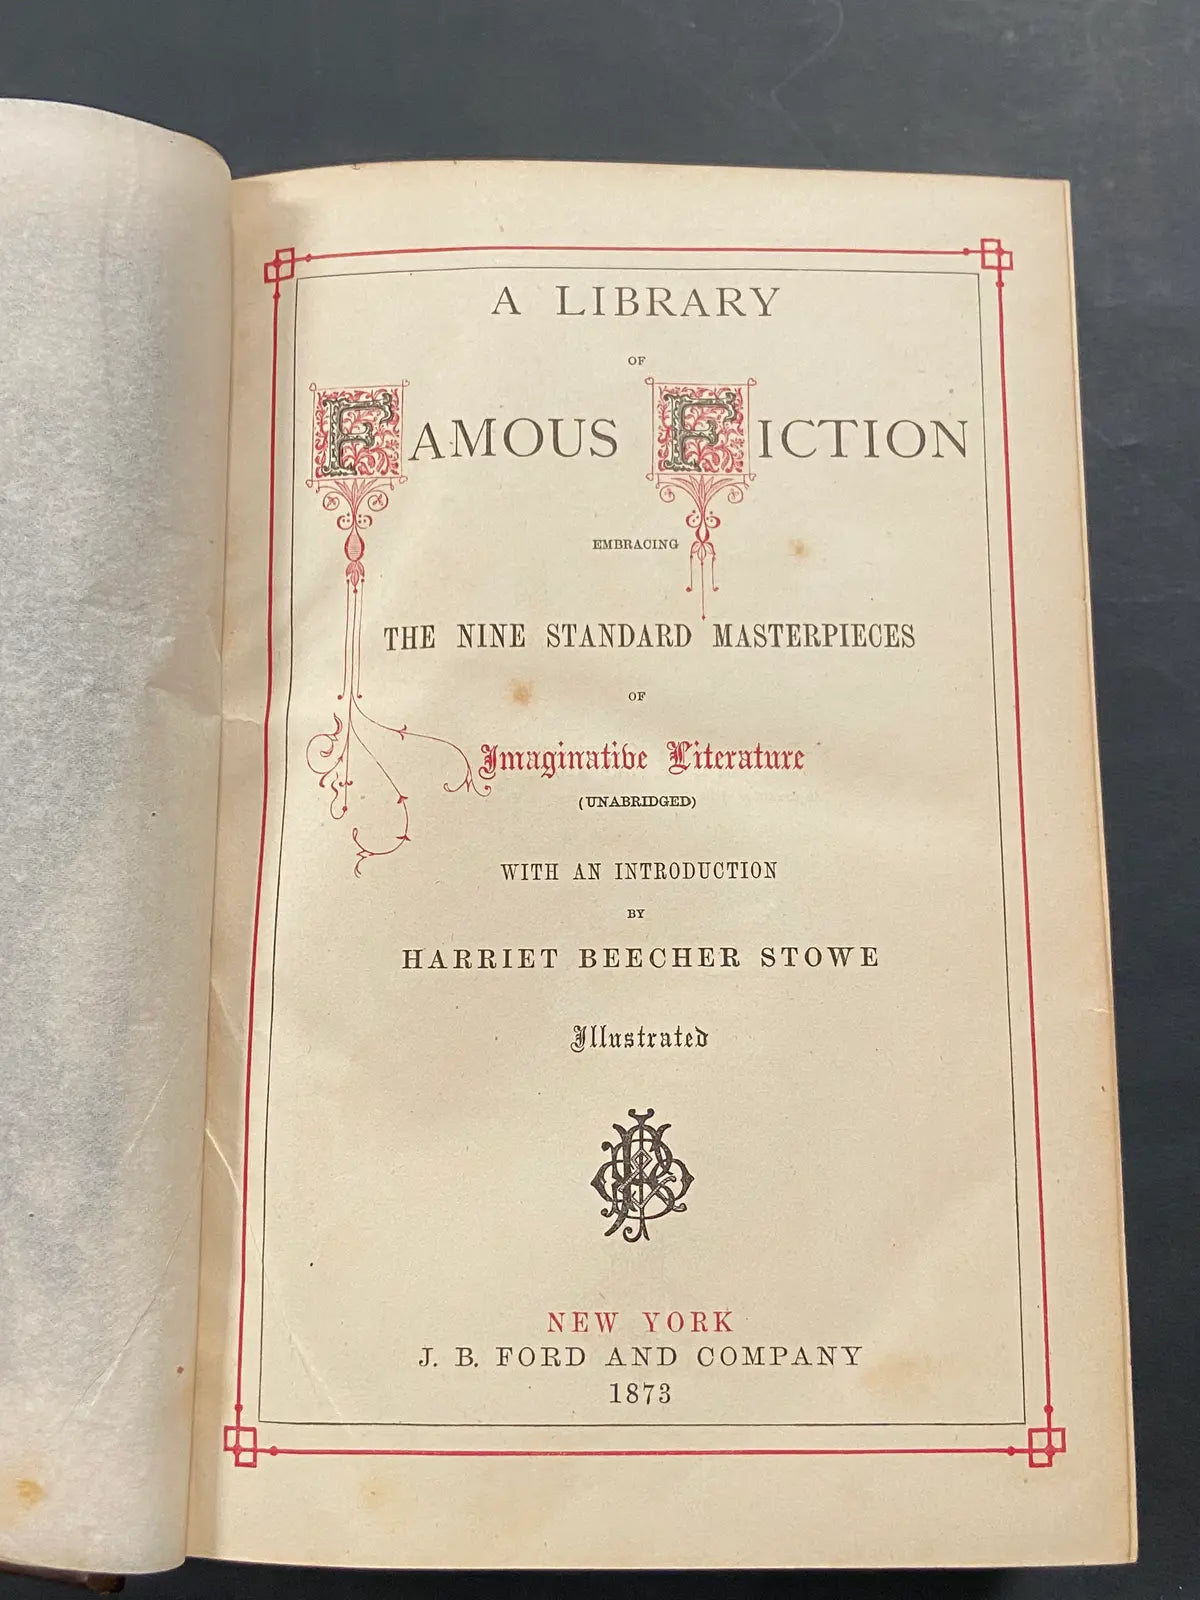 A LIBRARY
OF
FAMOUS FICTION
EMBRACING
THE NINE STANDARD MASTERPIECES
OF
Imaginative Literature
(UNABRIDGED)
WITH AN INTRODUCTION
BY
HARRIET BEECHER STOWE
Illustrated
NEW YORK
J. B. FORD AND COMPANY
1873